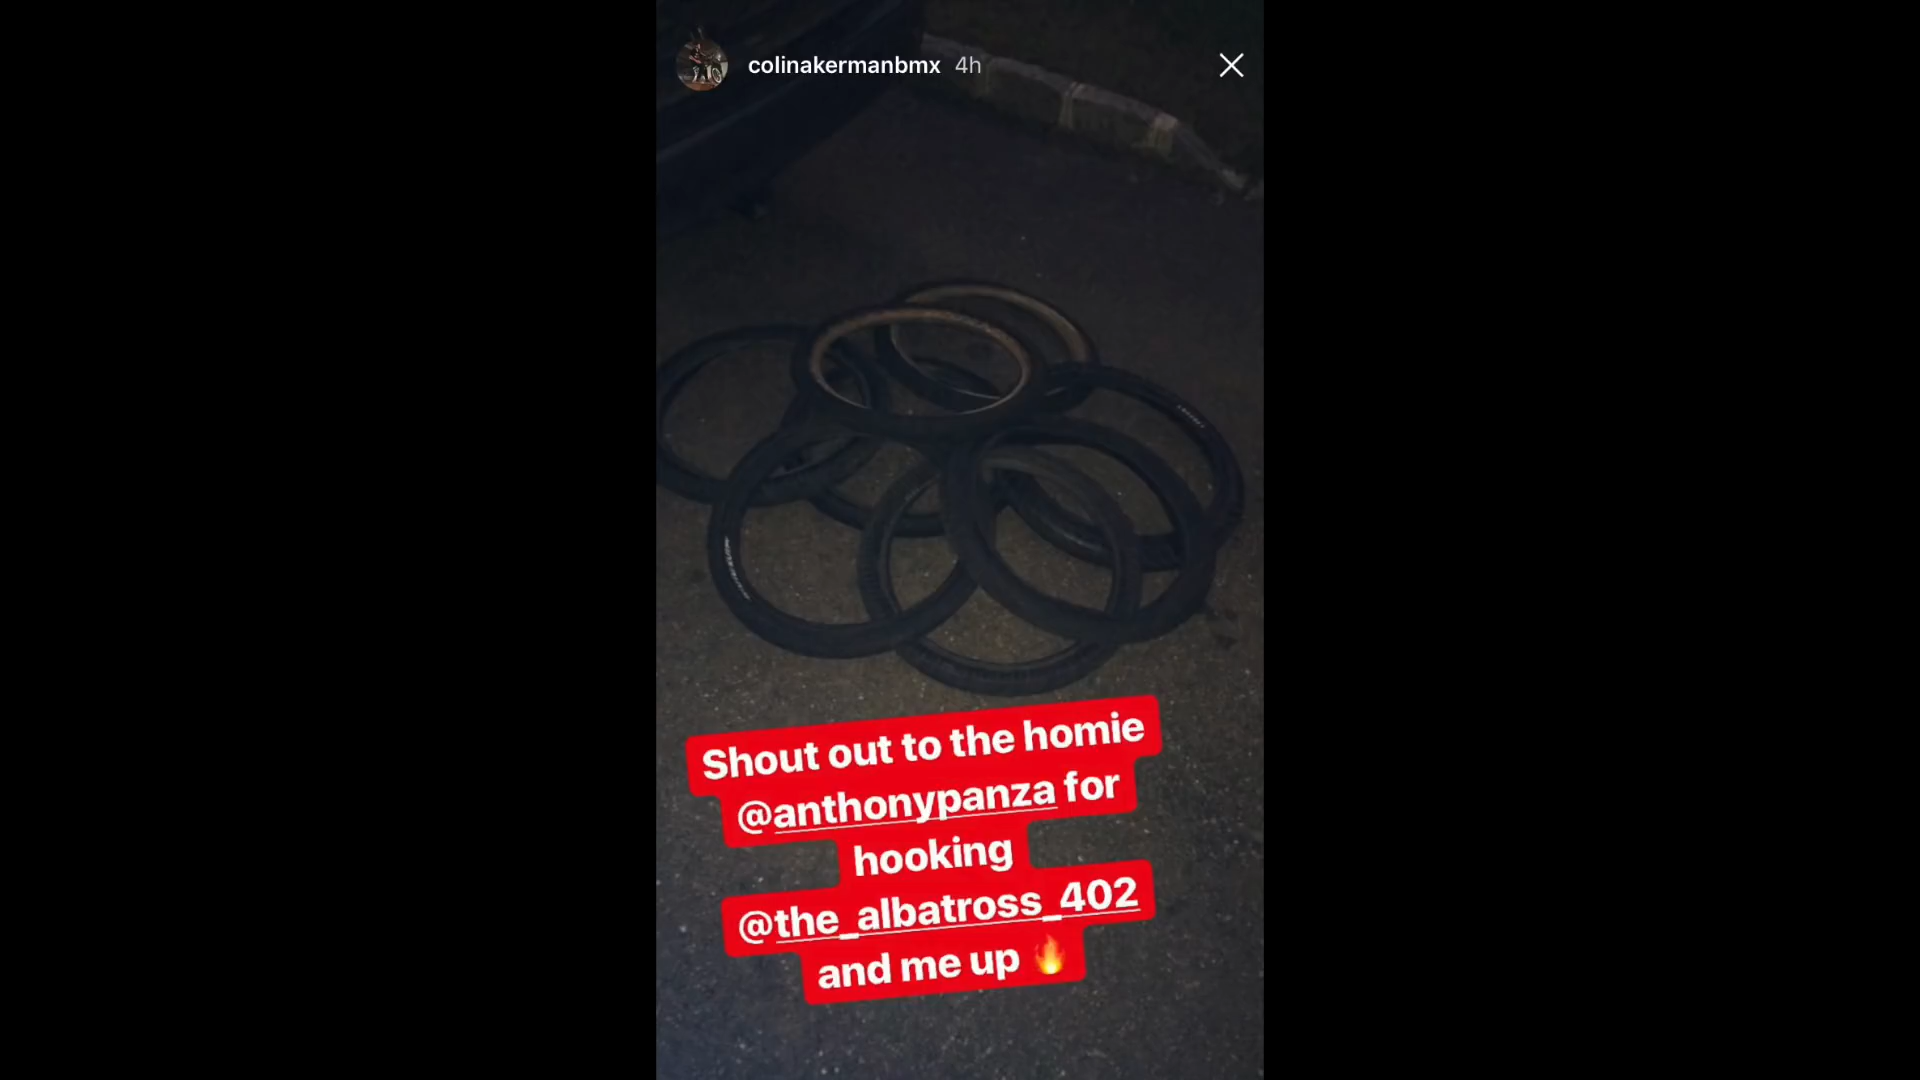 colinakermanbmx 4h
Shout out to the homie
@anthonypanza for
hooking
@the_albatross_402
and me up 🔥